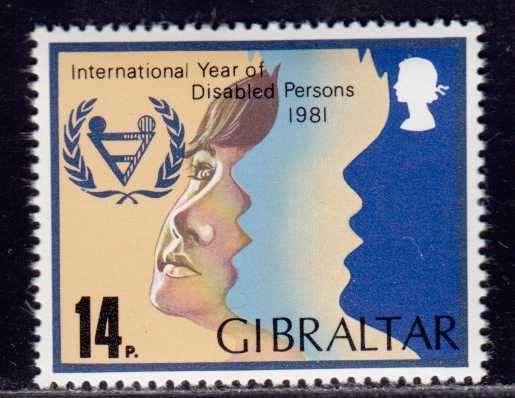 International Year of
Disabled Persons
1981
14P.
GIBRALTAR